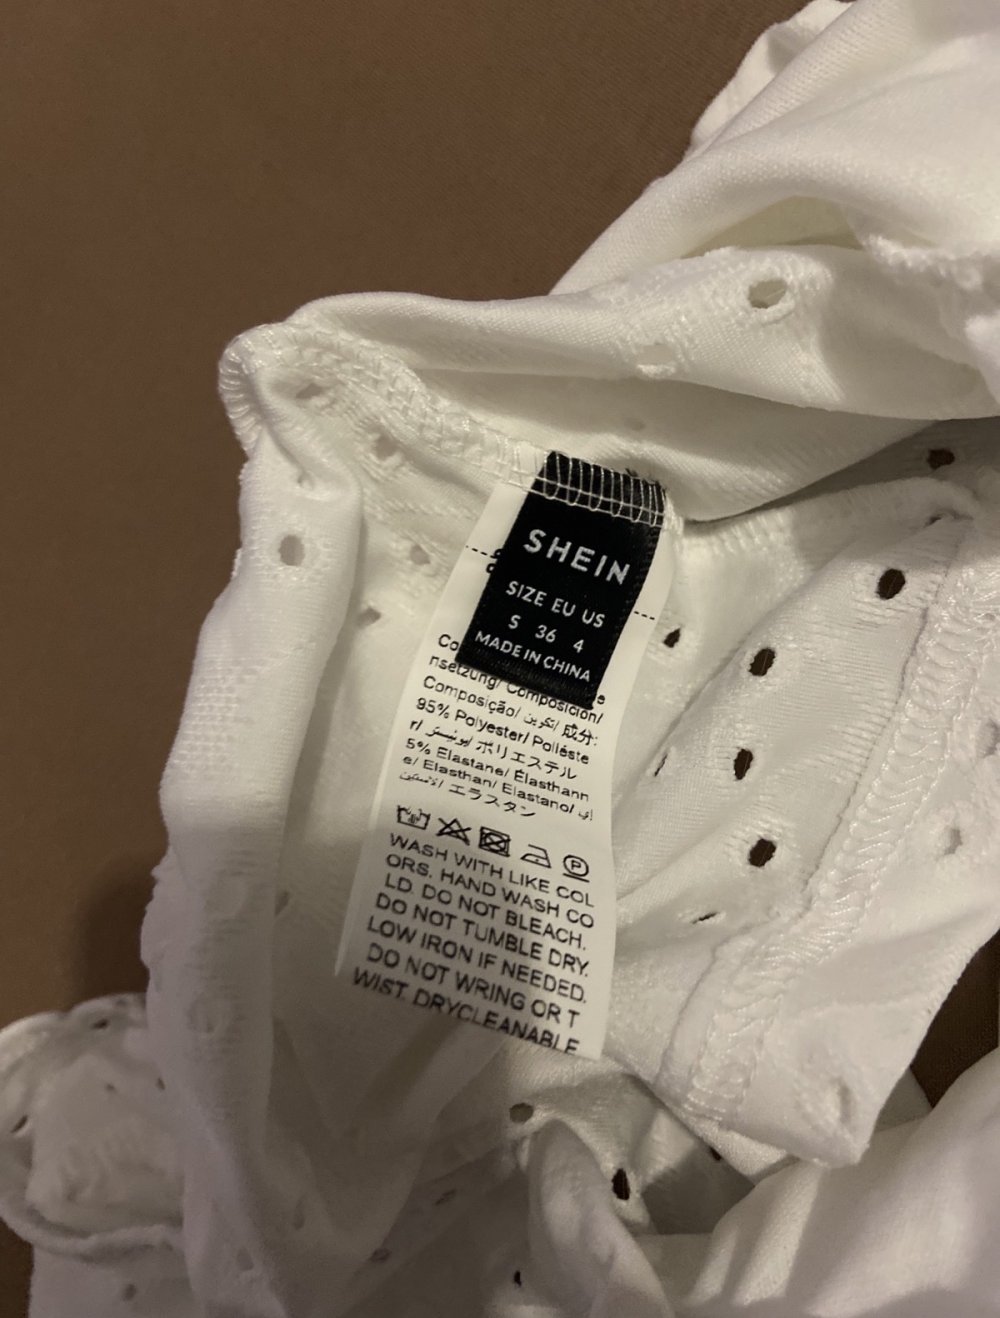 SHEIN
SIZE EU US
S 36 4
MADE IN CHINA
nsetzung/ Composición/
Composição/ تكوين/ 成分:
95% Polyester/ Poliéste
r/ بوليستر/ ポリエステル
5% Elastane/ Élasthann
e/ Elasthan/ Elastano/
エラスタン
P
WASH WITH LIKE COL
ORS. HAND WASH CO
LD. DO NOT BLEACH.
DO NOT TUMBLE DRY.
LOW IRON IF NEEDED.
DO NOT WRING OR T
WIST. DRYCLEANABLE